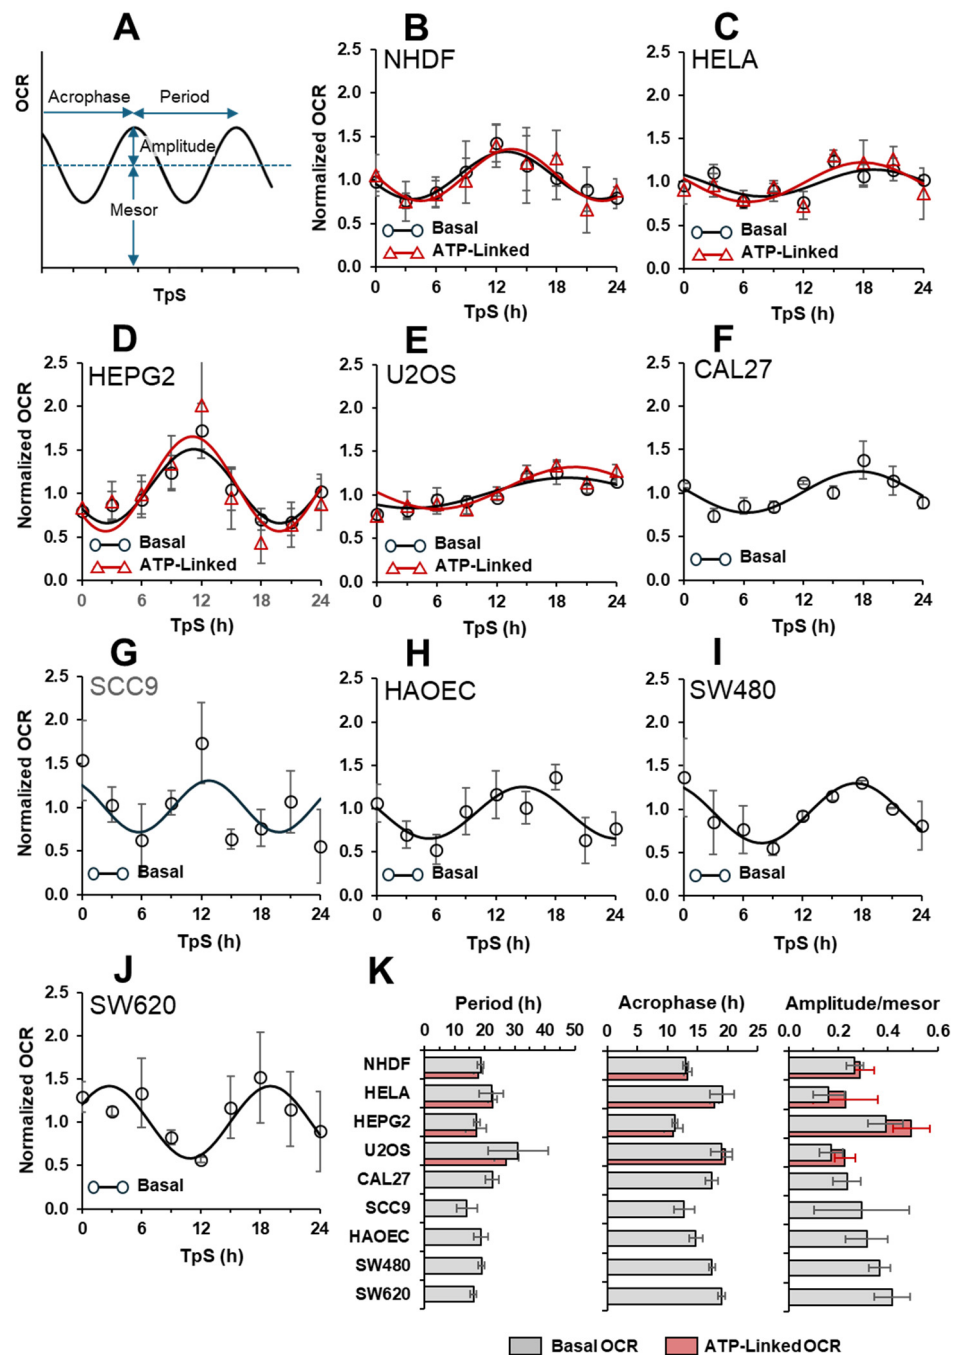 A
OCR
Acrophase
Period
Amplitude
Mesor
TpS
B
NHDF
Normalized OCR
2.5
2.0
1.5
1.0
0.5
0.0
Basal
ATP-Linked
0 6 12 18 24
TpS (h)
C
HELA
2.5
2.0
1.5
1.0
0.5
0.0
Basal
ATP-Linked
0 6 12 18 24
TpS (h)
D
HEPG2
Normalized OCR
2.5
2.0
1.5
1.0
0.5
0.0
Basal
ATP-Linked
0 6 12 18 24
TpS (h)
E
U2OS
2.5
2.0
1.5
1.0
0.5
0.0
Basal
ATP-Linked
0 6 12 18 24
TpS (h)
F
CAL27
2.5
2.0
1.5
1.0
0.5
0.0
Basal
0 6 12 18 24
TpS (h)
G
SCC9
Normalized OCR
2.5
2.0
1.5
1.0
0.5
0.0
Basal
0 6 12 18 24
TpS (h)
H
HAOEC
2.5
2.0
1.5
1.0
0.5
0.0
Basal
0 6 12 18 24
TpS (h)
I
SW480
2.5
2.0
1.5
1.0
0.5
0.0
Basal
0 6 12 18 24
TpS (h)
J
SW620
Normalized OCR
2.5
2.0
1.5
1.0
0.5
0.0
Basal
0 6 12 18 24
TpS (h)
K
Period (h)
0 10 20 30 40 50
Acrophase (h)
0 5 10 15 20 25
Amplitude/mesor
0.0 0.2 0.4 0.6
NHDF
HELA
HEPG2
U2OS
CAL27
SCC9
HAOEC
SW480
SW620
Basal OCR
ATP-Linked OCR